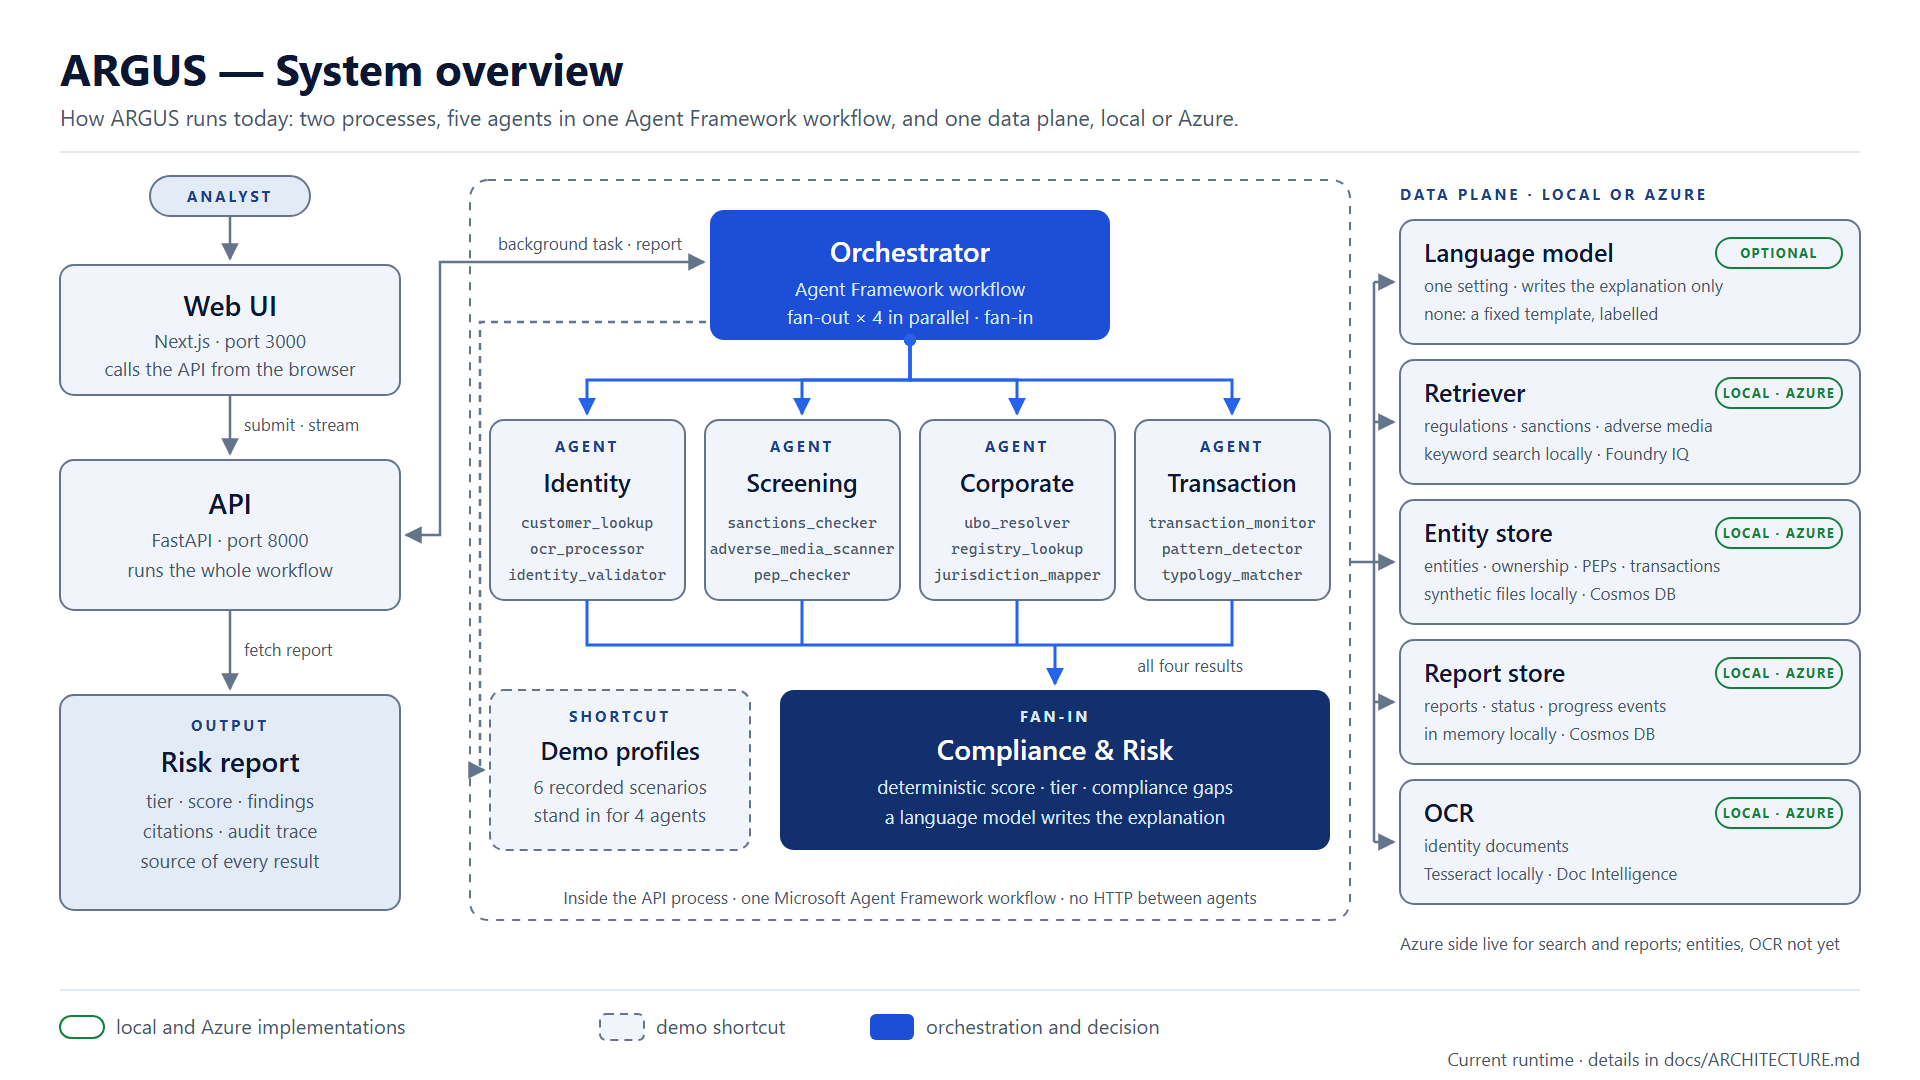 ARGUS — System overview
How ARGUS runs today: two processes, five agents in one Agent Framework workflow, and one data plane, local or Azure.
ANALYST
Web UI
Next.js · port 3000
calls the API from the browser
submit · stream
API
FastAPI · port 8000
runs the whole workflow
fetch report
OUTPUT
Risk report
tier · score · findings
citations · audit trace
source of every result
background task · report
Orchestrator
Agent Framework workflow
fan-out × 4 in parallel · fan-in
AGENT
Identity
customer_lookup
ocr_processor
identity_validator
AGENT
Screening
sanctions_checker
adverse_media_scanner
pep_checker
AGENT
Corporate
ubo_resolver
registry_lookup
jurisdiction_mapper
AGENT
Transaction
transaction_monitor
pattern_detector
typology_matcher
all four results
SHORTCUT
Demo profiles
6 recorded scenarios
stand in for 4 agents
FAN-IN
Compliance & Risk
deterministic score · tier · compliance gaps
a language model writes the explanation
Inside the API process · one Microsoft Agent Framework workflow · no HTTP between agents
DATA PLANE · LOCAL OR AZURE
Language model
OPTIONAL
one setting · writes the explanation only
none: a fixed template, labelled
Retriever
LOCAL · AZURE
regulations · sanctions · adverse media
keyword search locally · Foundry IQ
Entity store
LOCAL · AZURE
entities · ownership · PEPs · transactions
synthetic files locally · Cosmos DB
Report store
LOCAL · AZURE
reports · status · progress events
in memory locally · Cosmos DB
OCR
LOCAL · AZURE
identity documents
Tesseract locally · Doc Intelligence
Azure side live for search and reports; entities, OCR not yet
local and Azure implementations
demo shortcut
orchestration and decision
Current runtime · details in docs/ARCHITECTURE.md